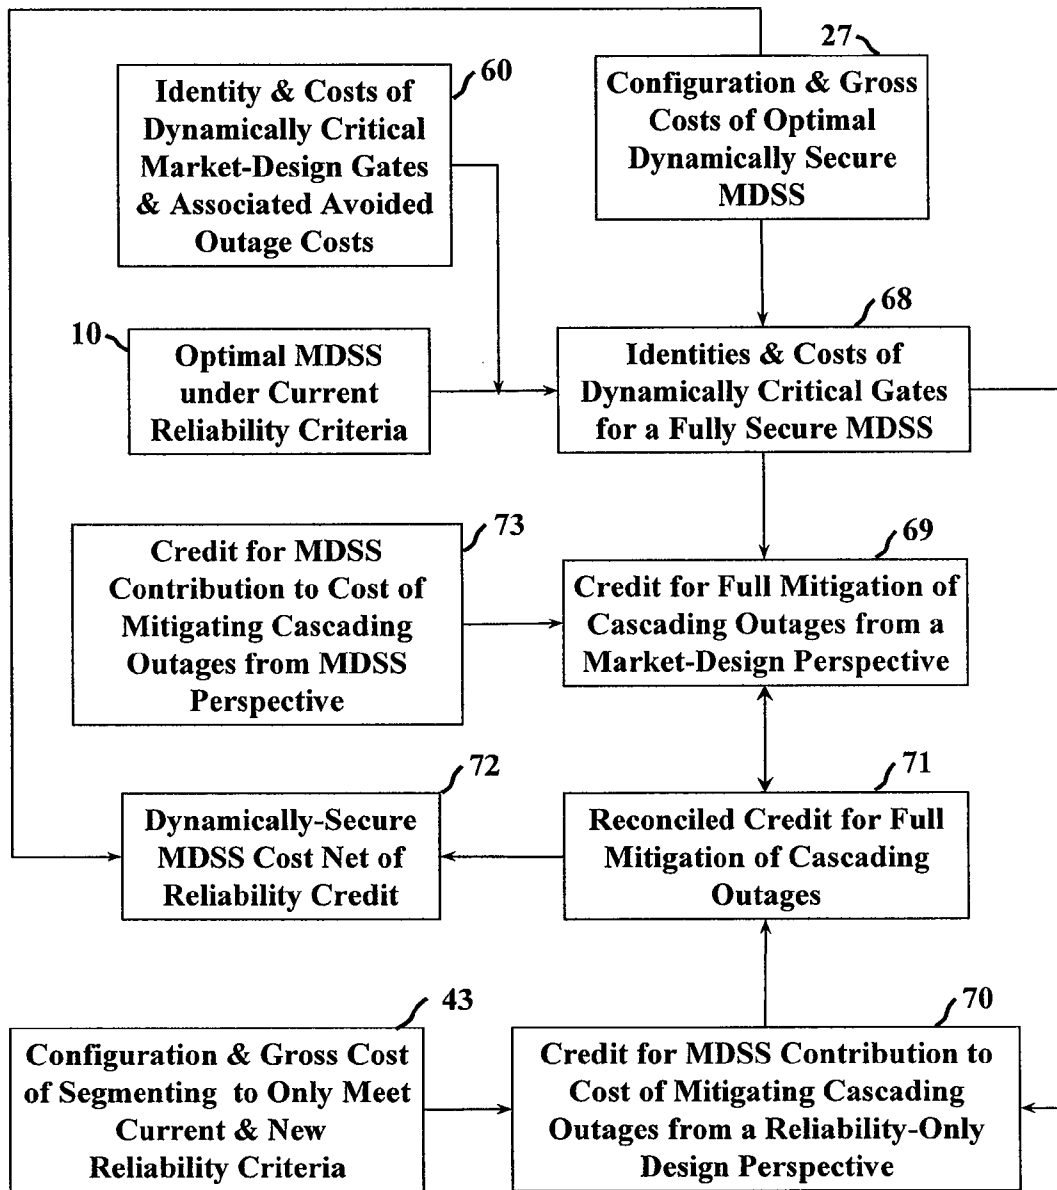 60
Identity & Costs of
Dynamically Critical
Market-Design Gates
& Associated Avoided
Outage Costs
27
Configuration & Gross
Costs of Optimal
Dynamically Secure
MDSS
10
Optimal MDSS
under Current
Reliability Criteria
68
Identities & Costs of
Dynamically Critical Gates
for a Fully Secure MDSS
73
Credit for MDSS
Contribution to Cost of
Mitigating Cascading
Outages from MDSS
Perspective
69
Credit for Full Mitigation of
Cascading Outages from a
Market-Design Perspective
72
Dynamically-Secure
MDSS Cost Net of
Reliability Credit
71
Reconciled Credit for Full
Mitigation of Cascading
Outages
43
Configuration & Gross Cost
of Segmenting to Only Meet
Current & New
Reliability Criteria
70
Credit for MDSS Contribution to
Cost of Mitigating Cascading
Outages from a Reliability-Only
Design Perspective